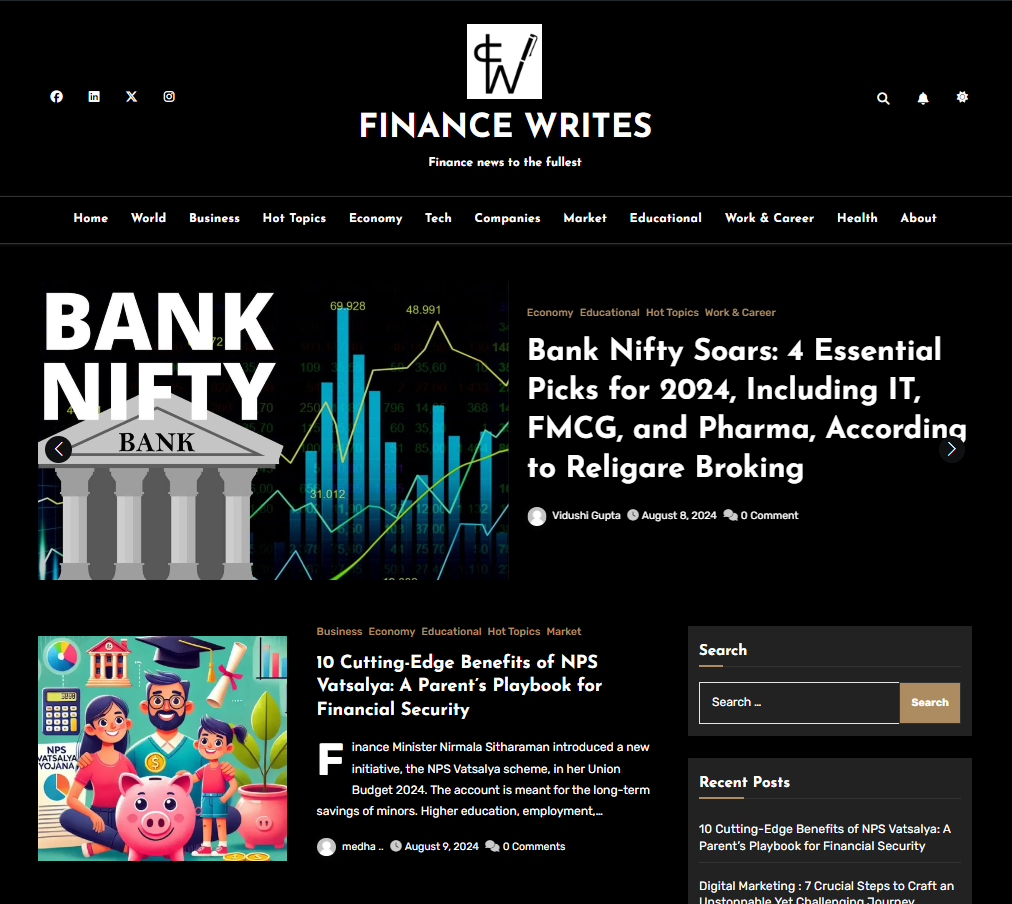 FINANCE WRITES
Finance news to the fullest
Home World Business Hot Topics Economy Tech Companies Market Educational Work & Career Health About
BANK
NIFTY
BANK
69.928
48.991
31.012
Economy Educational Hot Topics Work & Career
Bank Nifty Soars: 4 Essential
Picks for 2024, Including IT,
FMCG, and Pharma, According
to Religare Broking
Vidushi Gupta August 8, 2024 0 Comment
NPS
VATSALYA
YOJANA
Business Economy Educational Hot Topics Market
10 Cutting-Edge Benefits of NPS
Vatsalya: A Parent's Playbook for
Financial Security
Finance Minister Nirmala Sitharaman introduced a new
initiative, the NPS Vatsalya scheme, in her Union
Budget 2024. The account is meant for the long-term
savings of minors. Higher education, employment,…
medha .. August 9, 2024 0 Comments
Search
Search … Search
Recent Posts
10 Cutting-Edge Benefits of NPS Vatsalya: A
Parent's Playbook for Financial Security
Digital Marketing : 7 Crucial Steps to Craft an
Unstoppable Yet Challenging Journey